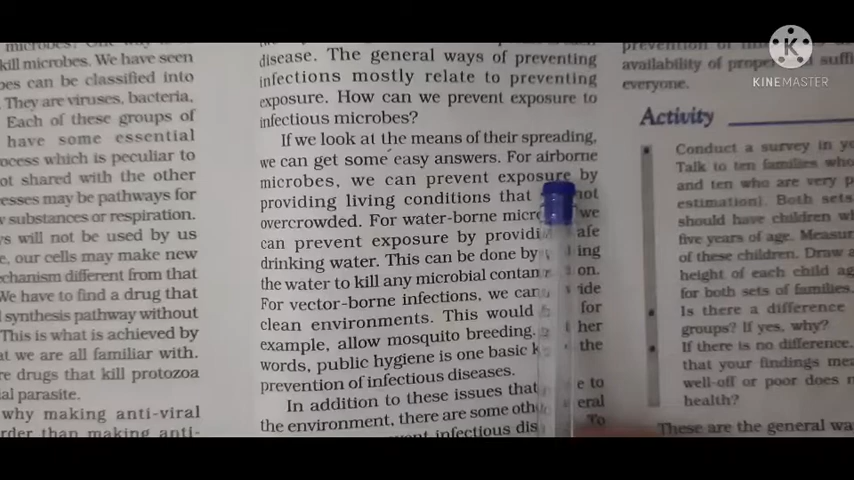 kill microbes. We have seen
bes can be classified into
They are viruses, bacteria,
Each of these groups of
have some essential
ocess which is peculiar to
ot shared with the other
esses may be pathways for
w substances or respiration.
s will not be used by us
e, our cells may make new
echanism different from that
We have to find a drug that
l synthesis pathway without
This is what is achieved by
at we are all familiar with.
re drugs that kill protozoa
ial parasite.
why making anti-viral
rder than making anti-
disease. The general ways of preventing
infections mostly relate to preventing
exposure. How can we prevent exposure to
infectious microbes?
If we look at the means of their spreading,
we can get some easy answers. For airborne
microbes, we can prevent exposure by
providing living conditions that not
overcrowded. For water-borne micro we
can prevent exposure by providi afe
drinking water. This can be done by ing
the water to kill any microbial contam on.
For vector-borne infections, we can ide
clean environments. This would for
example, allow mosquito breeding. her
words, public hygiene is one basic k the
prevention of infectious diseases.
In addition to these issues that e to
the environment, there are some oth eral
infectious dis To
availability of proper suffi
everyone.
Activity
Conduct a survey in yo
Talk to ten families who
and ten who are very p
estimation). Both sets
should have children wh
five years of age. Measur
of these children. Draw a
height of each child ag
for both sets of families.
Is there a difference
groups? If yes, why?
If there is no difference,
that your findings mea
well-off or poor does n
health?
These are the general wa
K
KINEMASTER